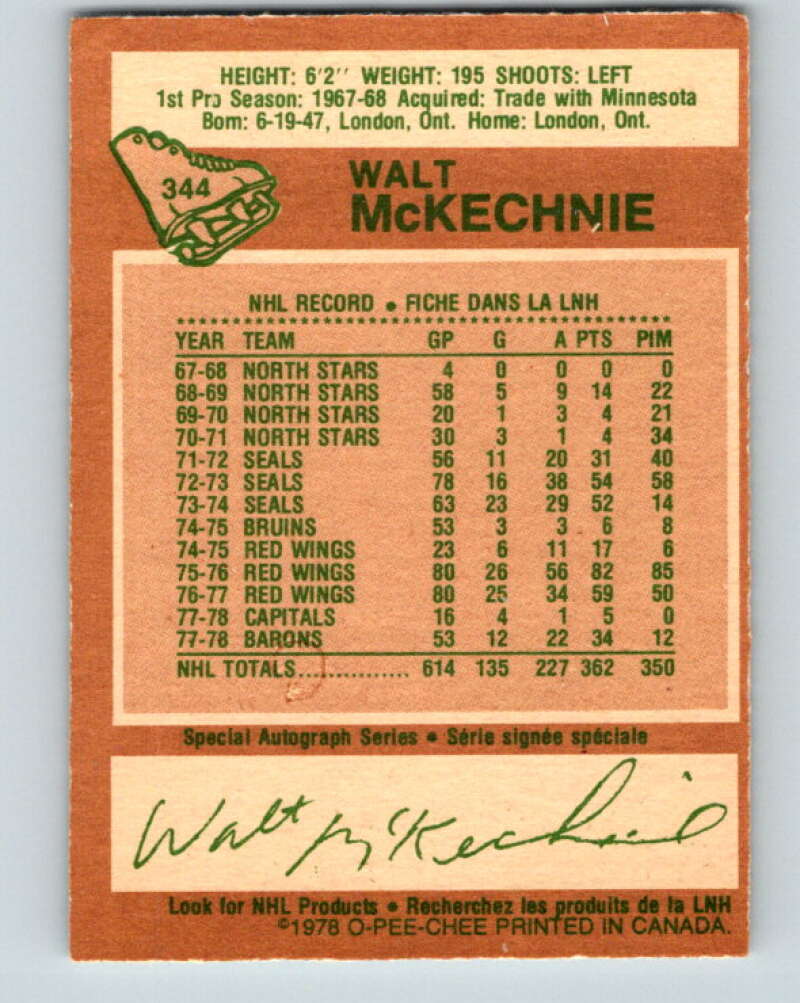 HEIGHT: 6'2'' WEIGHT: 195 SHOOTS: LEFT
1st Pro Season: 1967-68 Acquired: Trade with Minnesota
Born: 6-19-47, London, Ont. Home: London, Ont.
344
WALT
McKECHNIE
NHL RECORD • FICHE DANS LA LNH
YEAR TEAM GP G A PTS PIM
67-68 NORTH STARS 4 0 0 0 0
68-69 NORTH STARS 58 5 9 14 22
69-70 NORTH STARS 20 1 3 4 21
70-71 NORTH STARS 30 3 1 4 34
71-72 SEALS 56 11 20 31 40
72-73 SEALS 78 16 38 54 58
73-74 SEALS 63 23 29 52 14
74-75 BRUINS 53 3 3 6 8
74-75 RED WINGS 23 6 11 17 6
75-76 RED WINGS 80 26 56 82 85
76-77 RED WINGS 80 25 34 59 50
77-78 CAPITALS 16 4 1 5 0
77-78 BARONS 53 12 22 34 12
NHL TOTALS............... 614 135 227 362 350
Special Autograph Series • Série signée spéciale
Walt McKechnie
Look for NHL Products • Recherchez les produits de la LNH
©1978 O-PEE-CHEE PRINTED IN CANADA.